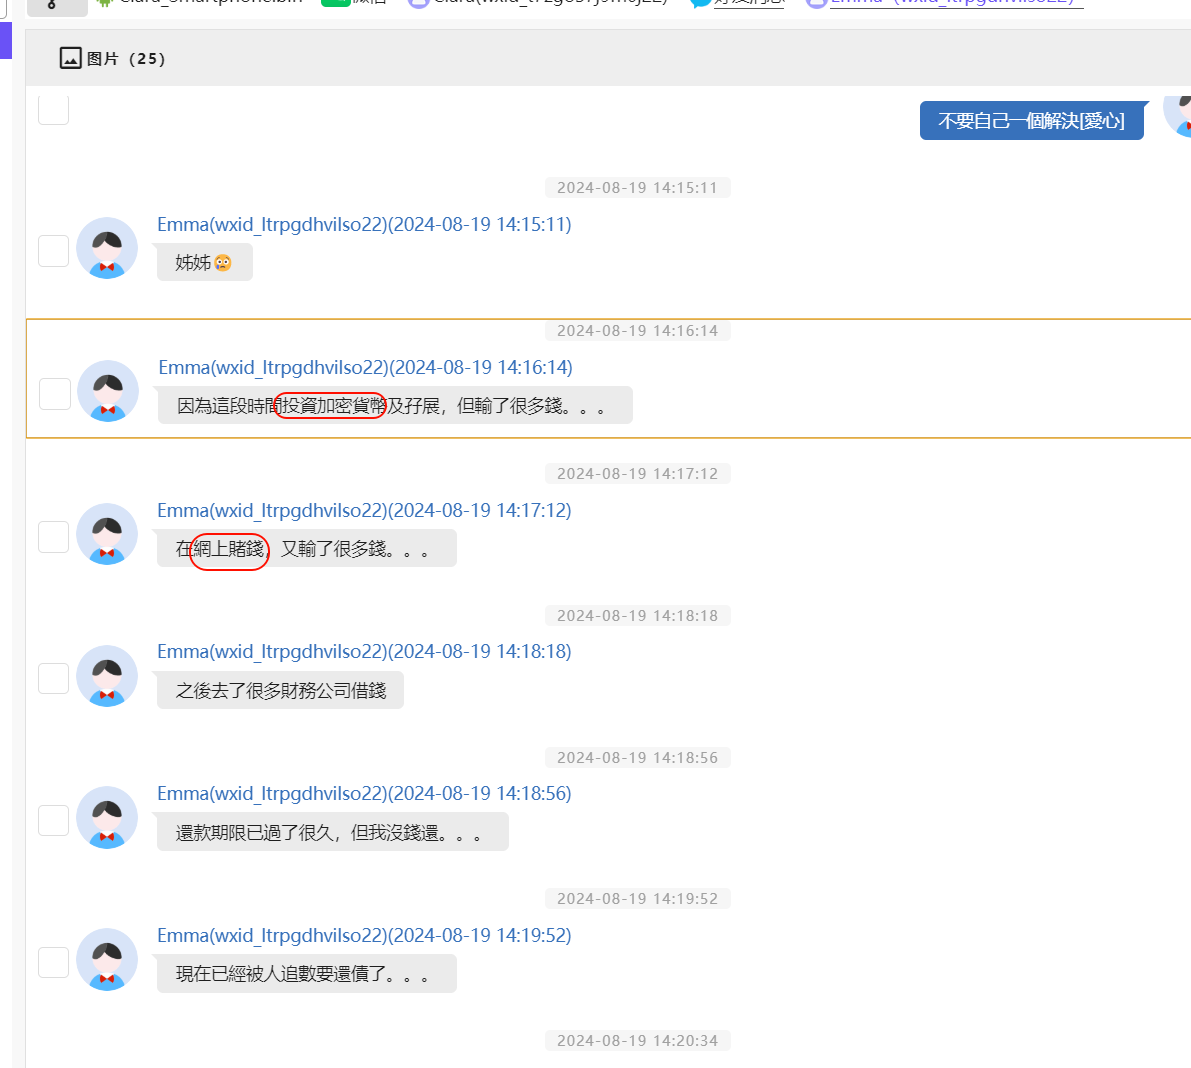 图片（25）
不要自己一個解決[愛心]
2024-08-19 14:15:11
Emma(wxid_ltrpgdhvilso22)(2024-08-19 14:15:11)
姊姊😳
2024-08-19 14:16:14
Emma(wxid_ltrpgdhvilso22)(2024-08-19 14:16:14)
因為這段時間投資加密貨幣及孖展，但輸了很多錢。。。
2024-08-19 14:17:12
Emma(wxid_ltrpgdhvilso22)(2024-08-19 14:17:12)
在網上賭錢，又輸了很多錢。。。
2024-08-19 14:18:18
Emma(wxid_ltrpgdhvilso22)(2024-08-19 14:18:18)
之後去了很多財務公司借錢
2024-08-19 14:18:56
Emma(wxid_ltrpgdhvilso22)(2024-08-19 14:18:56)
還款期限已過了很久，但我沒錢還。。。
2024-08-19 14:19:52
Emma(wxid_ltrpgdhvilso22)(2024-08-19 14:19:52)
現在已經被人追數要還債了。。。
2024-08-19 14:20:34